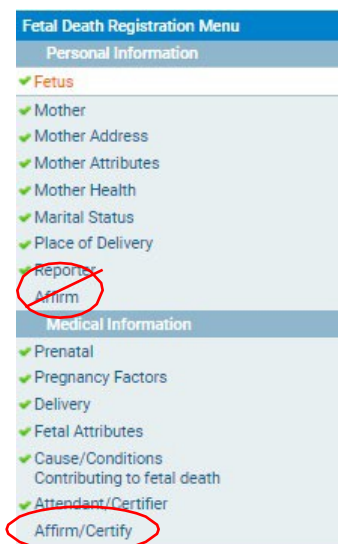 Fetal Death Registration Menu
Personal Information
Fetus
Mother
Mother Address
Mother Attributes
Mother Health
Marital Status
Place of Delivery
Reporter
Affirm
Medical Information
Prenatal
Pregnancy Factors
Delivery
Fetal Attributes
Cause/Conditions
Contributing to fetal death
Attendant/Certifier
Affirm/Certify